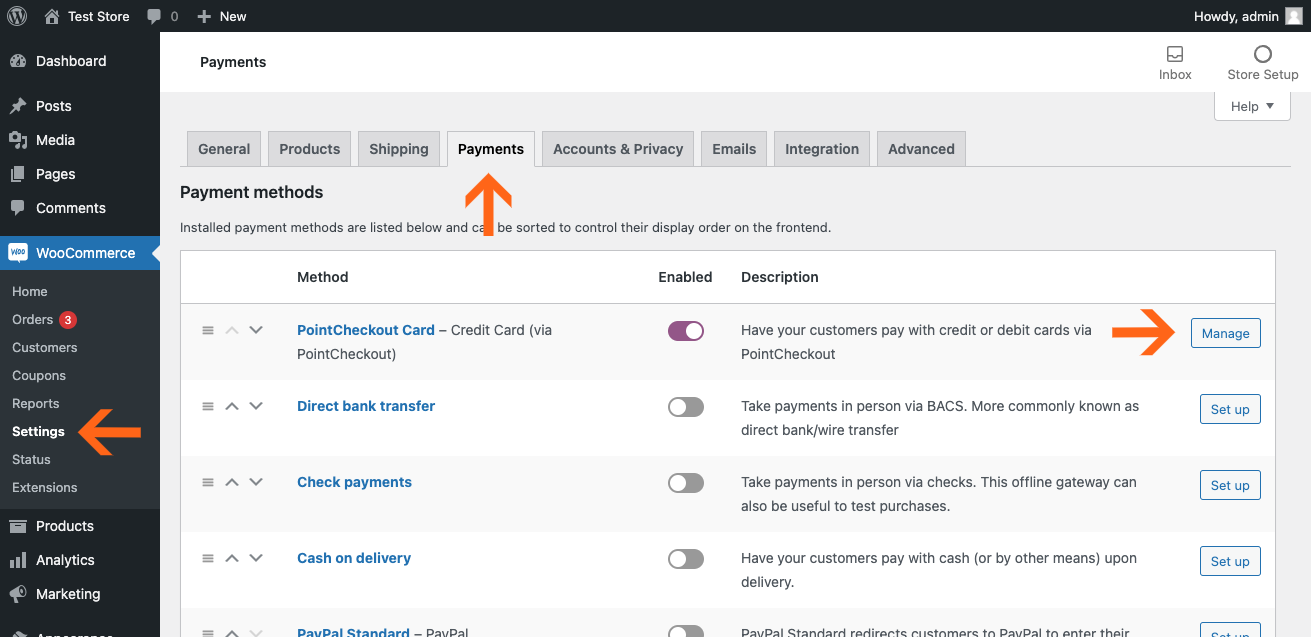 Test Store
0
New
Howdy, admin
Dashboard
Posts
Media
Pages
Comments
Woo WooCommerce
Home
Orders 3
Customers
Coupons
Reports
Settings
Status
Extensions
Products
Analytics
Marketing
Appearance
Payments
Inbox
Store Setup
Help
General Products Shipping Payments Accounts & Privacy Emails Integration Advanced
Payment methods
Installed payment methods are listed below and ca be sorted to control their display order on the frontend.
Method Enabled Description
PointCheckout Card – Credit Card (via
PointCheckout)
Have your customers pay with credit or debit cards via
PointCheckout
Manage
Direct bank transfer
Take payments in person via BACS. More commonly known as
direct bank/wire transfer
Set up
Check payments
Take payments in person via checks. This offline gateway can
also be useful to test purchases.
Set up
Cash on delivery
Have your customers pay with cash (or by other means) upon
delivery.
Set up
PayPal Standard – PayPal
PayPal Standard redirects customers to PayPal to enter their
Set up